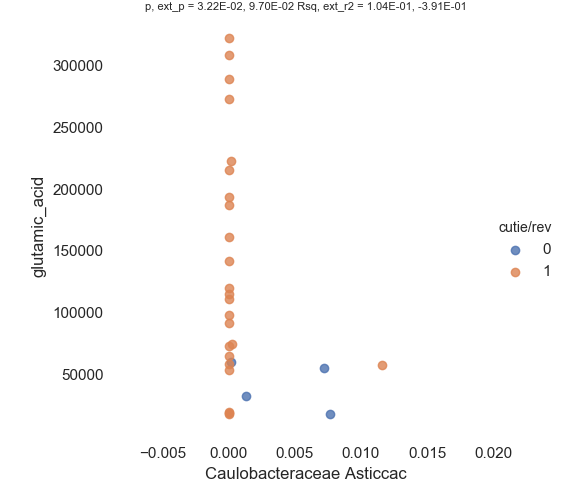 p, ext_p = 3.22E-02, 9.70E-02 Rsq, ext_r2 = 1.04E-01, -3.91E-01
300000
250000
200000
150000
100000
50000
glutamic_acid
−0.005 0.000 0.005 0.010 0.015 0.020
Caulobacteraceae Asticcac
cutie/rev
0
1